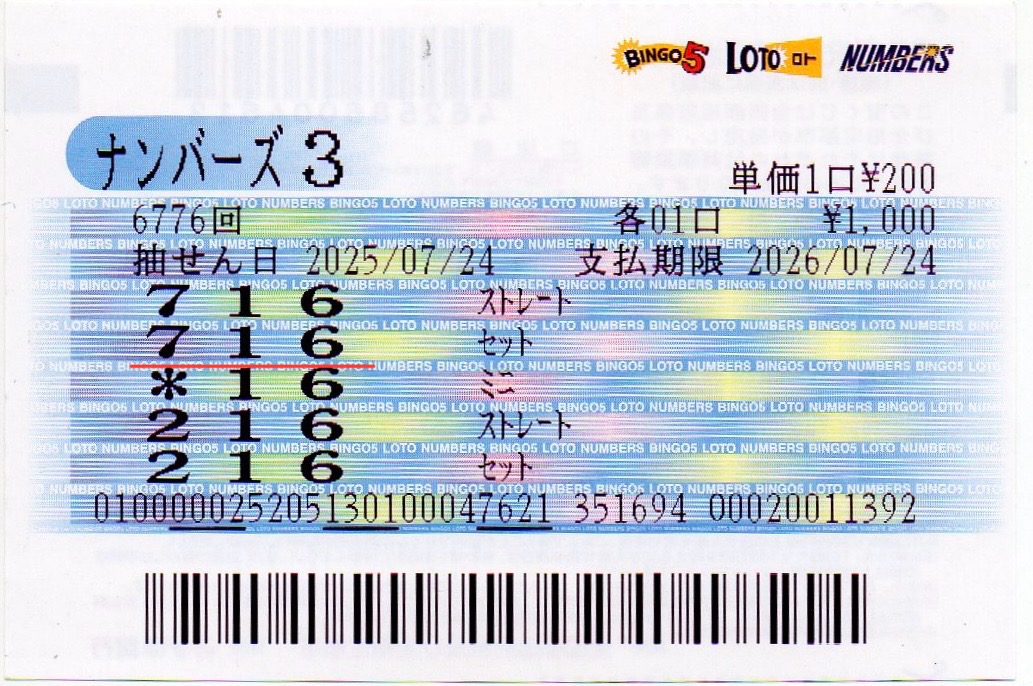 BINGO5 LOTO ロト NUMBERS
ナンバーズ3
単価1口¥200
6776回 各01口 ¥1,000
抽せん日 2025/07/24 支払期限 2026/07/24
716 ストレート
716 セット
*16 ミニ
216 ストレート
216 セット
0100000025205130100047621 351694 00020011392